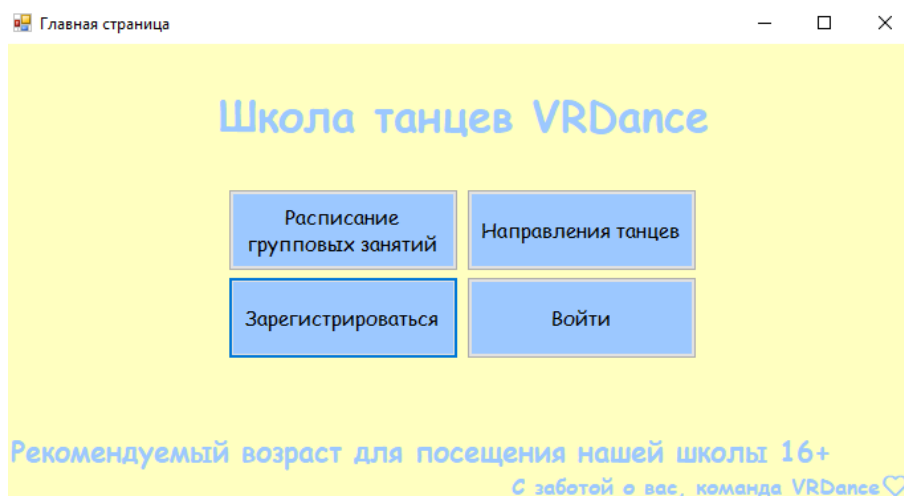 Главная страница
Школа танцев VRDance
Расписание
групповых занятий
Направления танцев
Зарегистрироваться
Войти
Рекомендуемый возраст для посещения нашей школы 16+
С заботой о вас, команда VRDance♡